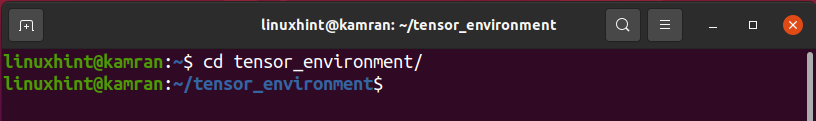 linuxhint@kamran: ~/tensor_environment
linuxhint@kamran:~$ cd tensor_environment/
linuxhint@kamran:~/tensor_environment$